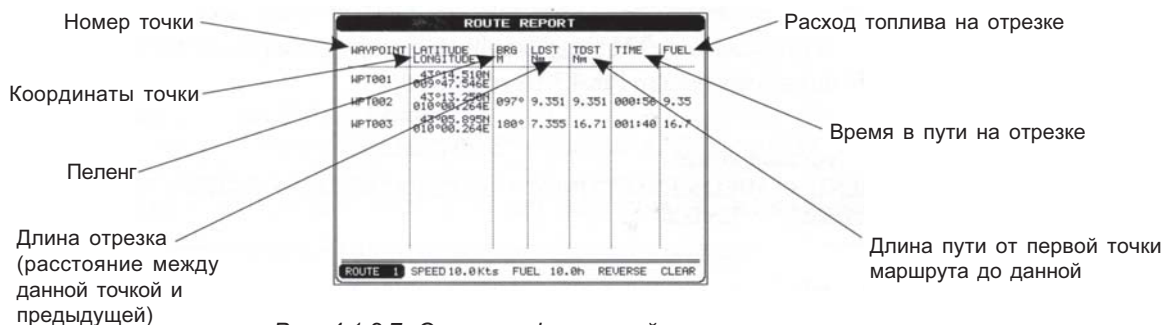 Номер точки
Координаты точки
Пеленг
Длина отрезка
(расстояние между
данной точкой и
предыдущей)
ROUTE REPORT
WAYPOINT LATITUDE LONGITUDE BRG M LDST Nm TDST Nm TIME FUEL
WPT001 43°14.510N 009°47.546E
WPT002 43°13.250N 010°00.264E 097° 9.351 9.351 000:56 9.35
WPT003 43°05.895N 010°00.264E 180° 7.355 16.71 001:40 16.7
ROUTE 1 SPEED 10.0Kts FUEL 10.0h REVERSE CLEAR
Расход топлива на отрезке
Время в пути на отрезке
Длина пути от первой точки
маршрута до данной